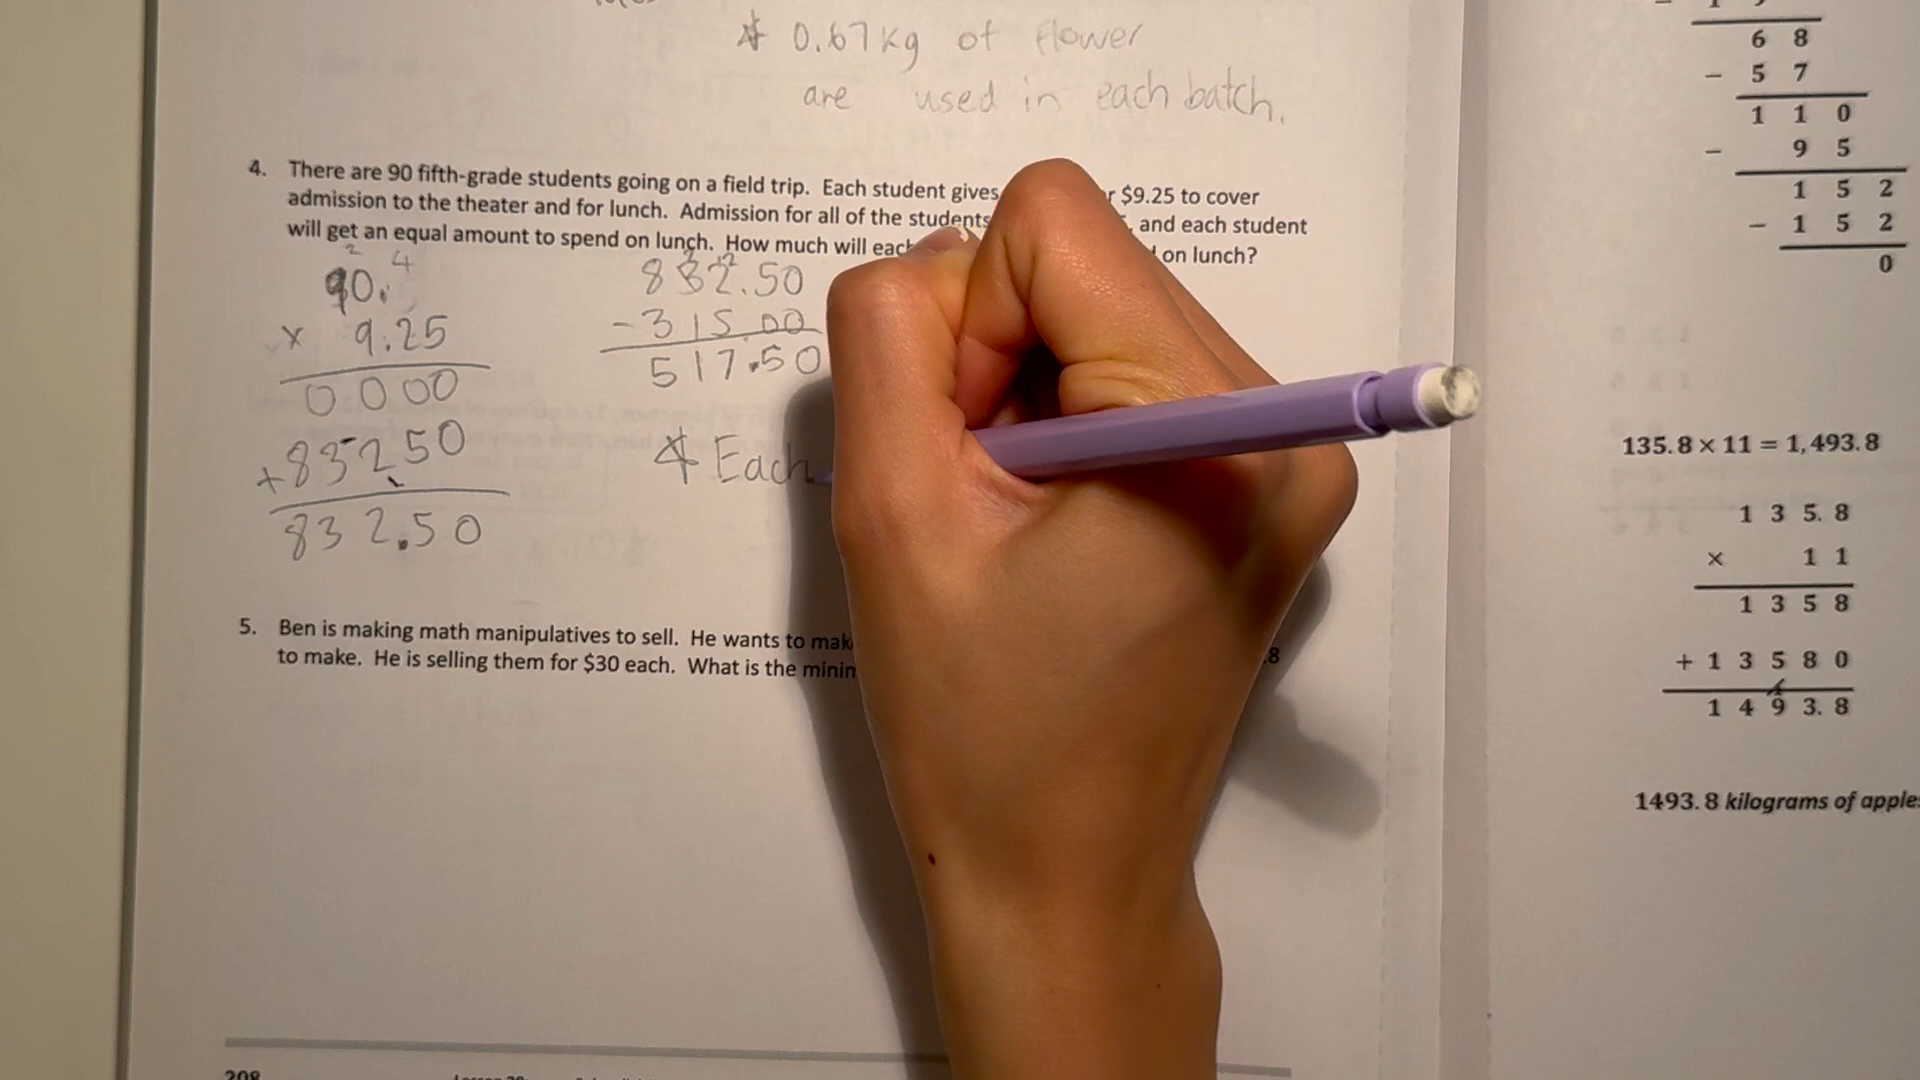 * 0.67kg of flower
are used in each batch.
4. There are 90 fifth-grade students going on a field trip. Each student gives r $9.25 to cover
admission to the theater and for lunch. Admission for all of the students , and each student
will get an equal amount to spend on lunch. How much will each on lunch?
2 4
90.
x 9.25
0000
+83250
832.50
832.50
-315.00
517.50
* Each
5. Ben is making math manipulatives to sell. He wants to mak 8
to make. He is selling them for $30 each. What is the minin
208
6 8
- 5 7
1 1 0
- 9 5
1 5 2
- 1 5 2
0
135.8 × 11 = 1,493.8
1 3 5. 8
× 1 1
1 3 5 8
+ 1 3 5 8 0
1 4 9 3. 8
1493.8 kilograms of apple